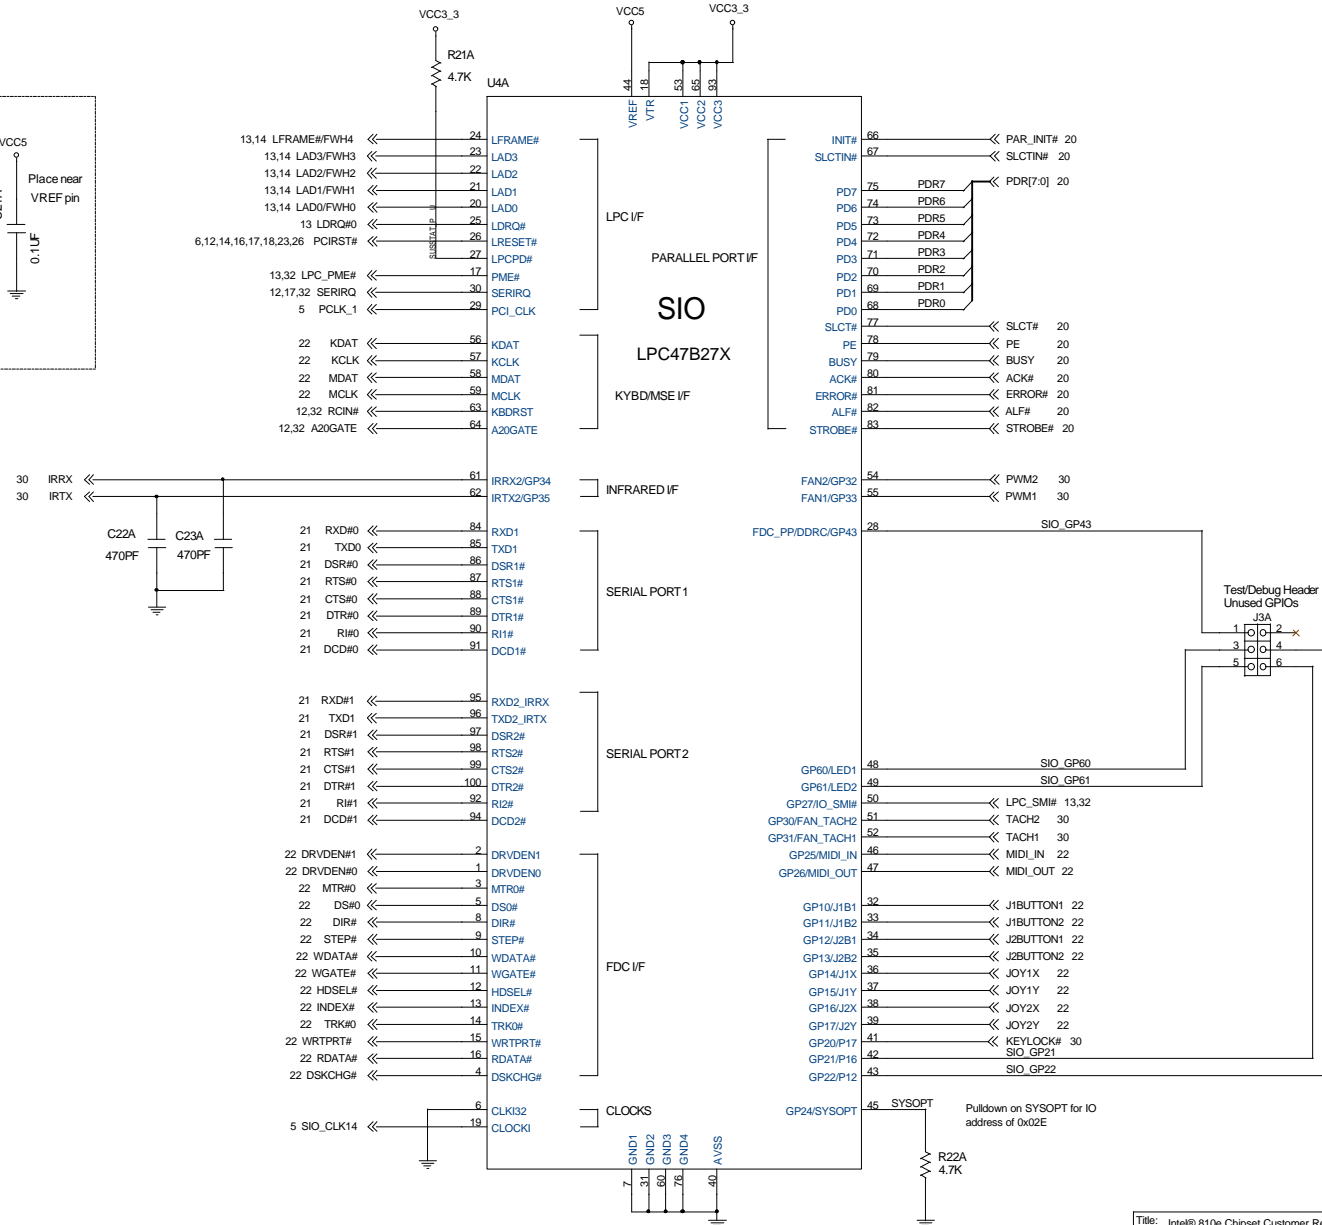 VCC3_3
VCC5
VCC3_3
R21A
4.7K
U4A
44 18 53 65 93
VREF VTR VCC1 VCC2 VCC3
VCC5
Place near
VREF pin
0.1UF
SUSSTAT_P_U
13,14 LFRAME#/FWH4 24 LFRAME#
13,14 LAD3/FWH3 23 LAD3
13,14 LAD2/FWH2 22 LAD2
13,14 LAD1/FWH1 21 LAD1
13,14 LAD0/FWH0 20 LAD0
13 LDRQ#0 25 LDRQ#
6,12,14,16,17,18,23,26 PCIRST# 26 LRESET#
27 LPCPD#
13,32 LPC_PME# 17 PME#
12,17,32 SERIRQ 30 SERIRQ
5 PCLK_1 29 PCI_CLK
LPC I/F
22 KDAT 56 KDAT
22 KCLK 57 KCLK
22 MDAT 58 MDAT
22 MCLK 59 MCLK
12,32 RCIN# 63 KBDRST
12,32 A20GATE 64 A20GATE
KYBD/MSE I/F
30 IRRX 61 IRRX2/GP34
30 IRTX 62 IRTX2/GP35
INFRARED I/F
C22A
470PF
C23A
470PF
21 RXD#0 84 RXD1
21 TXD0 85 TXD1
21 DSR#0 86 DSR1#
21 RTS#0 87 RTS1#
21 CTS#0 88 CTS1#
21 DTR#0 89 DTR1#
21 RI#0 90 RI1#
21 DCD#0 91 DCD1#
SERIAL PORT 1
21 RXD#1 95 RXD2_IRRX
21 TXD1 96 TXD2_IRTX
21 DSR#1 97 DSR2#
21 RTS#1 98 RTS2#
21 CTS#1 99 CTS2#
21 DTR#1 100 DTR2#
21 RI#1 92 RI2#
21 DCD#1 94 DCD2#
SERIAL PORT 2
22 DRVDEN#1 2 DRVDEN1
22 DRVDEN#0 1 DRVDEN0
22 MTR#0 3 MTR0#
22 DS#0 5 DS0#
22 DIR# 8 DIR#
22 STEP# 9 STEP#
22 WDATA# 10 WDATA#
22 WGATE# 11 WGATE#
22 HDSEL# 12 HDSEL#
22 INDEX# 13 INDEX#
22 TRK#0 14 TRK0#
22 WRTPRT# 15 WRTPRT#
22 RDATA# 16 RDATA#
22 DSKCHG# 4 DSKCHG#
FDC I/F
6 CLKI32
5 SIO_CLK14 19 CLOCKI
CLOCKS
SIO
LPC47B27X
PARALLEL PORT I/F
INIT# 66 PAR_INIT# 20
SLCTIN# 67 SLCTIN# 20
PD7 75 PDR7 PDR[7:0] 20
PD6 74 PDR6
PD5 73 PDR5
PD4 72 PDR4
PD3 71 PDR3
PD2 70 PDR2
PD1 69 PDR1
PD0 68 PDR0
SLCT# 77 SLCT# 20
PE 78 PE 20
BUSY 79 BUSY 20
ACK# 80 ACK# 20
ERROR# 81 ERROR# 20
ALF# 82 ALF# 20
STROBE# 83 STROBE# 20
FAN2/GP32 54 PWM2 30
FAN1/GP33 55 PWM1 30
FDC_PP/DDRC/GP43 28 SIO_GP43
Test/Debug Header
Unused GPIOs
J3A
1 2
3 4
5 6
GP60/LED1 48 SIO_GP60
GP61/LED2 49 SIO_GP61
GP27/IO_SMI# 50 LPC_SMI# 13,32
GP30/FAN_TACH2 51 TACH2 30
GP31/FAN_TACH1 52 TACH1 30
GP25/MIDI_IN 46 MIDI_IN 22
GP26/MIDI_OUT 47 MIDI_OUT 22
GP10/J1B1 32 J1BUTTON1 22
GP11/J1B2 33 J1BUTTON2 22
GP12/J2B1 34 J2BUTTON1 22
GP13/J2B2 35 J2BUTTON2 22
GP14/J1X 36 JOY1X 22
GP15/J1Y 37 JOY1Y 22
GP16/J2X 38 JOY2X 22
GP17/J2Y 39 JOY2Y 22
GP20/P17 41 KEYLOCK# 30
GP21/P16 42 SIO_GP21
GP22/P12 43 SIO_GP22
GP24/SYSOPT 45 SYSOPT
Pulldown on SYSOPT for IO
address of 0x02E
R22A
4.7K
GND1 GND2 GND3 GND4 AVSS
7 31 60 76 40
Title: Intel® 810e Chipset Customer